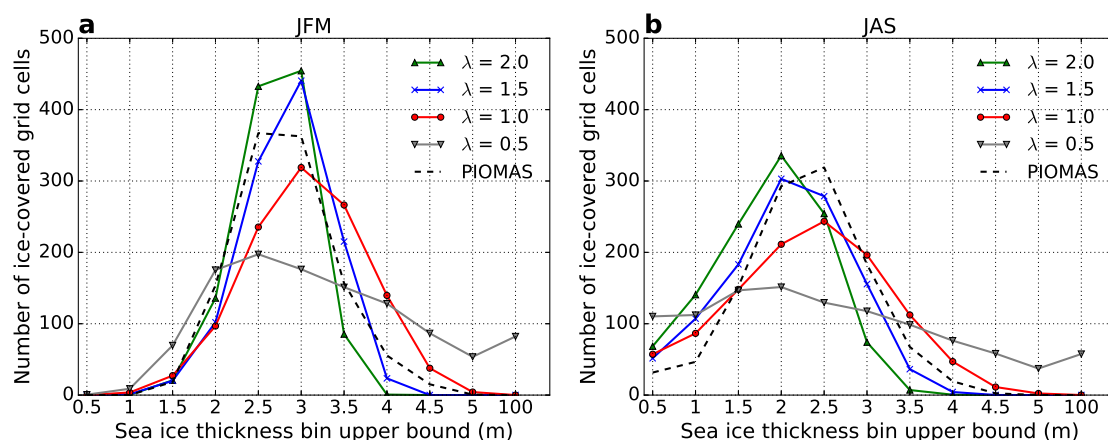 a
JFM
Number of ice-covered grid cells
500
400
300
200
100
0
λ = 2.0
λ = 1.5
λ = 1.0
λ = 0.5
PIOMAS
0.5 1 1.5 2 2.5 3 3.5 4 4.5 5 100
Sea ice thickness bin upper bound (m)
b
JAS
Number of ice-covered grid cells
500
400
300
200
100
0
λ = 2.0
λ = 1.5
λ = 1.0
λ = 0.5
PIOMAS
0.5 1 1.5 2 2.5 3 3.5 4 4.5 5 100
Sea ice thickness bin upper bound (m)